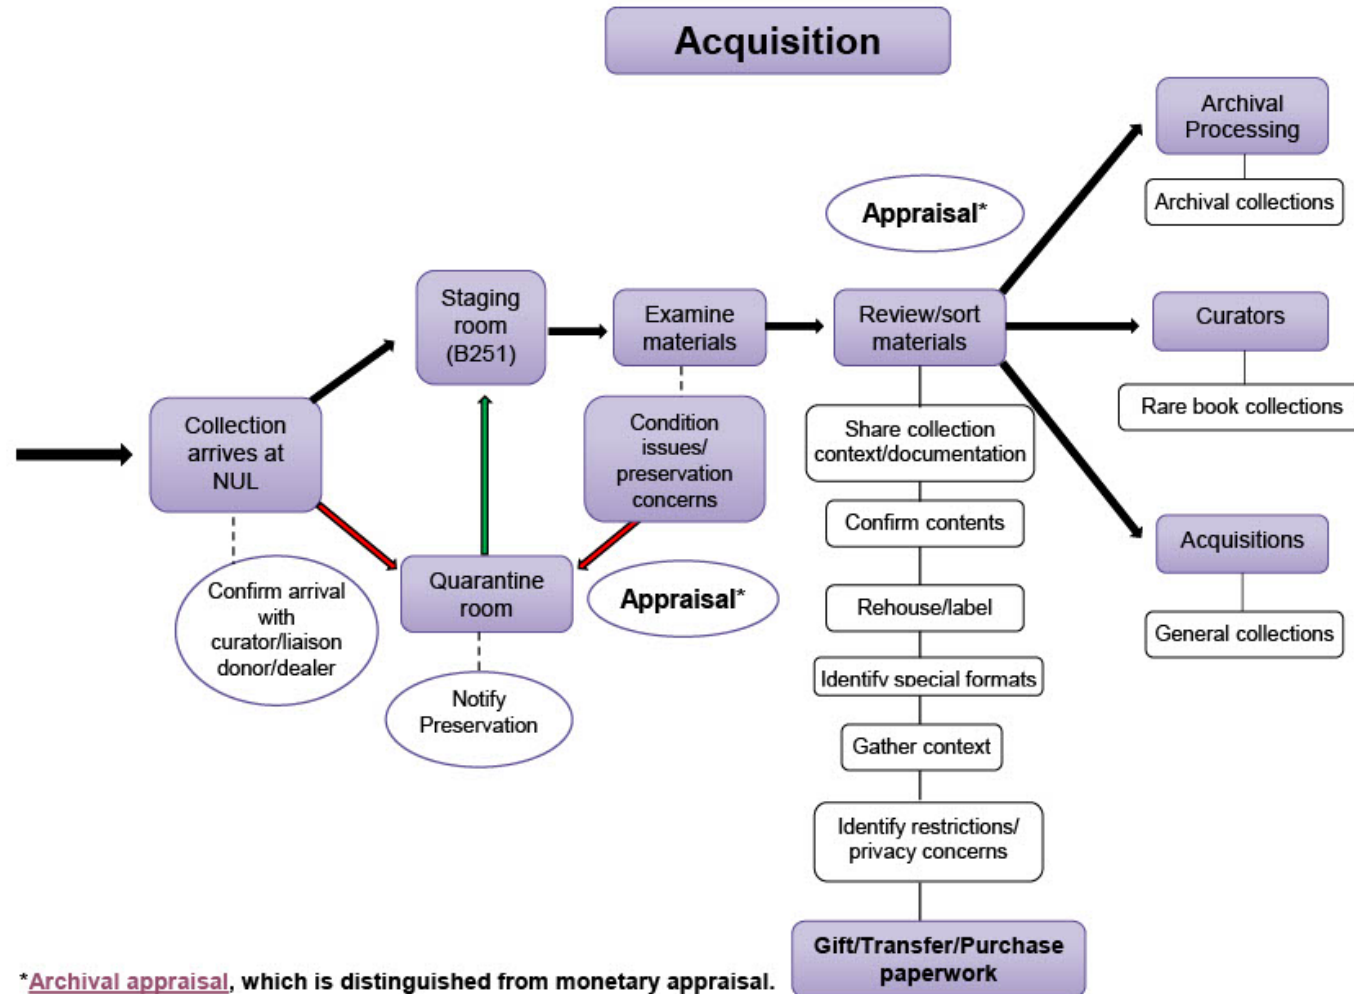 Acquisition
Archival
Processing
Archival collections
Appraisal*
Staging
room
(B251)
Examine
materials
Review/sort
materials
Curators
Rare book collections
Collection
arrives at
NUL
Condition
issues/
preservation
concerns
Share collection
context/documentation
Confirm contents
Acquisitions
General collections
Confirm arrival
with
curator/liaison
donor/dealer
Quarantine
room
Appraisal*
Notify
Preservation
Rehouse/label
Identify special formats
Gather context
Identify restrictions/
privacy concerns
Gift/Transfer/Purchase
paperwork
*Archival appraisal, which is distinguished from monetary appraisal.